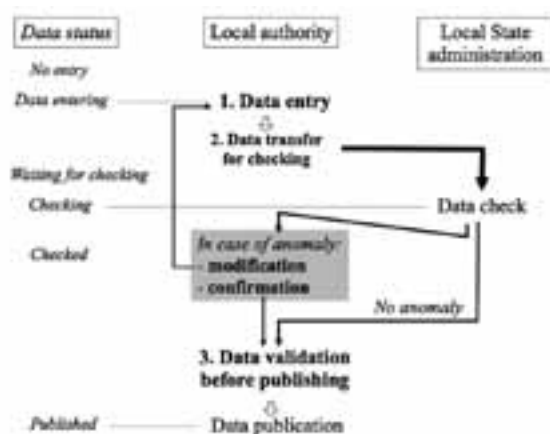 Data status
Local authority
Local State
administration
No entry
Data entering
1. Data entry
2. Data transfer
for checking
Waiting for checking
Checking
Data check
In case of anomaly:
Checked
- modification
- confirmation
No anomaly
3. Data validation
before publishing
Published
Data publication